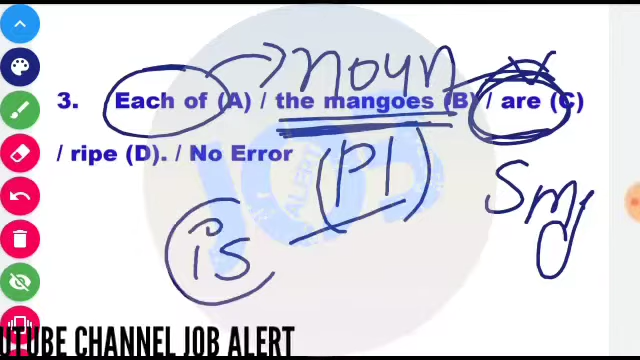 noun
3. Each of (A) / the mangoes (B) / are (C)
/ ripe (D). / No Error
(Pl)
Sing
is
UTUBE CHANNEL JOB ALERT